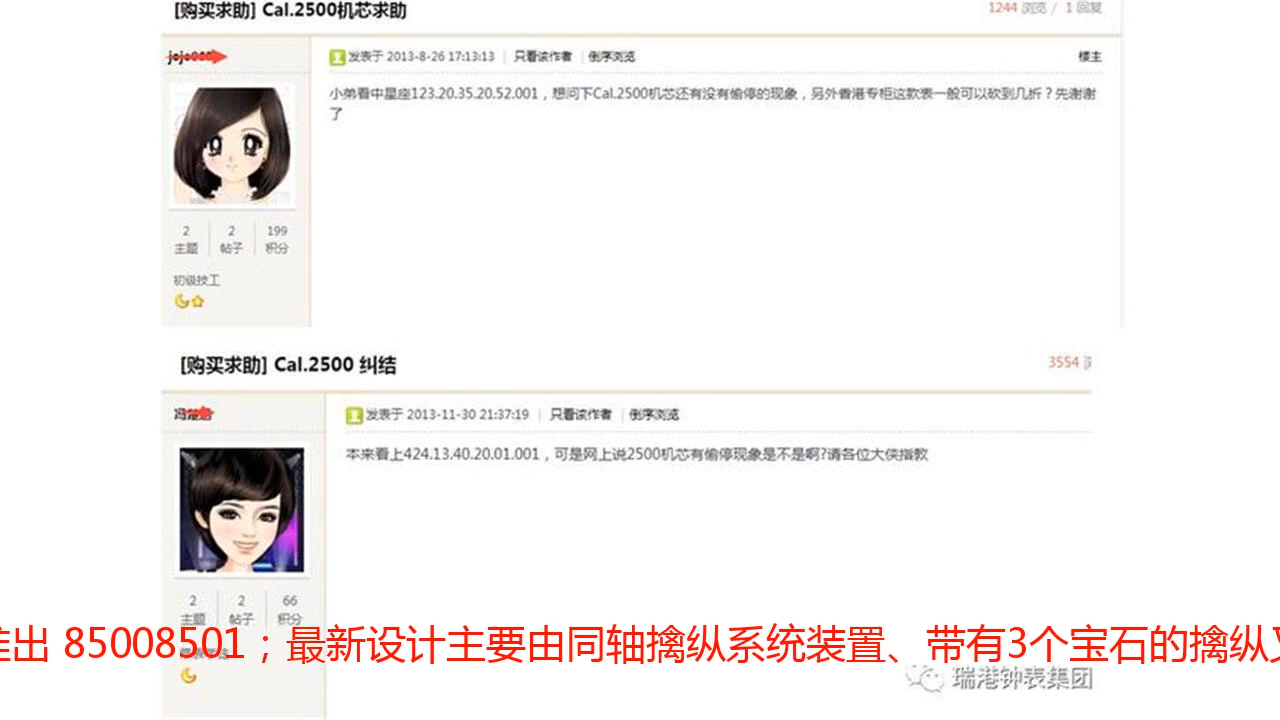 [购买求助] Cal.2500机芯求助
1244 浏览 / 1 回复
发表于 2013-8-26 17:13:13 | 只看该作者 | 倒序浏览
楼主
小弟看中星座123.20.35.20.52.001，想问下Cal.2500机芯还有没有偷停的现象，另外香港专柜这款表一般可以砍到几折？先谢谢
了
2 2 199
主题 帖子 积分
初级技工
[购买求助] Cal.2500 纠结
3554
发表于 2013-11-30 21:37:19 | 只看该作者 | 倒序浏览
本来看上424.13.40.20.01.001，可是网上说2500机芯有偷停现象是不是啊?请各位大侠指教
2 2 66
主题 帖子 积分
出 85008501；最新设计主要由同轴擒纵系统装置、带有3个宝石的擒纵
瑞港钟表集团